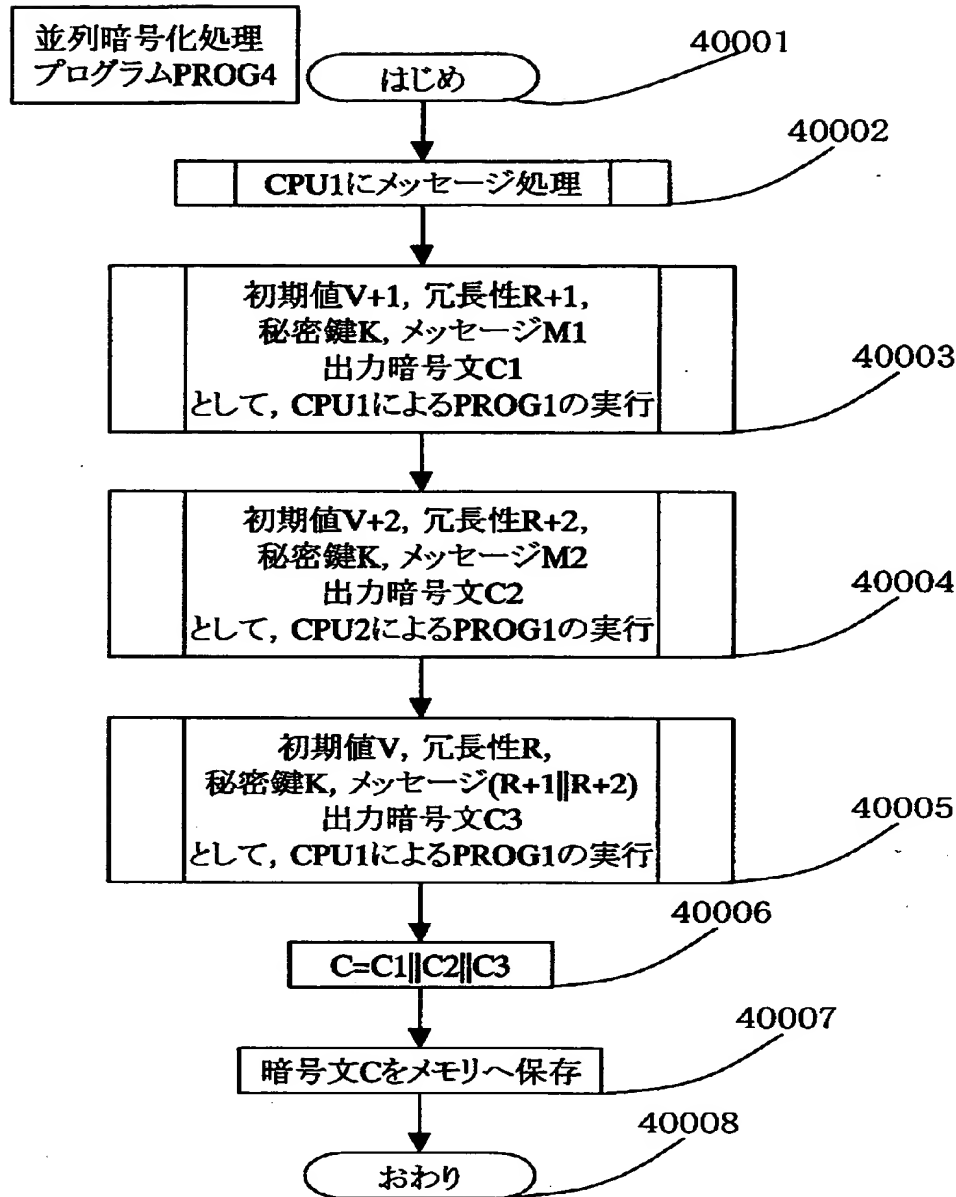 並列暗号化処理
プログラムPROG4
はじめ
40001
CPU1にメッセージ処理
40002
初期値V+1, 冗長性R+1,
秘密鍵K, メッセージM1
出力暗号文C1
として, CPU1によるPROG1の実行
40003
初期値V+2, 冗長性R+2,
秘密鍵K, メッセージM2
出力暗号文C2
として, CPU2によるPROG1の実行
40004
初期値V, 冗長性R,
秘密鍵K, メッセージ(R+1||R+2)
出力暗号文C3
として, CPU1によるPROG1の実行
40005
C=C1||C2||C3
40006
暗号文Cをメモリへ保存
40007
おわり
40008